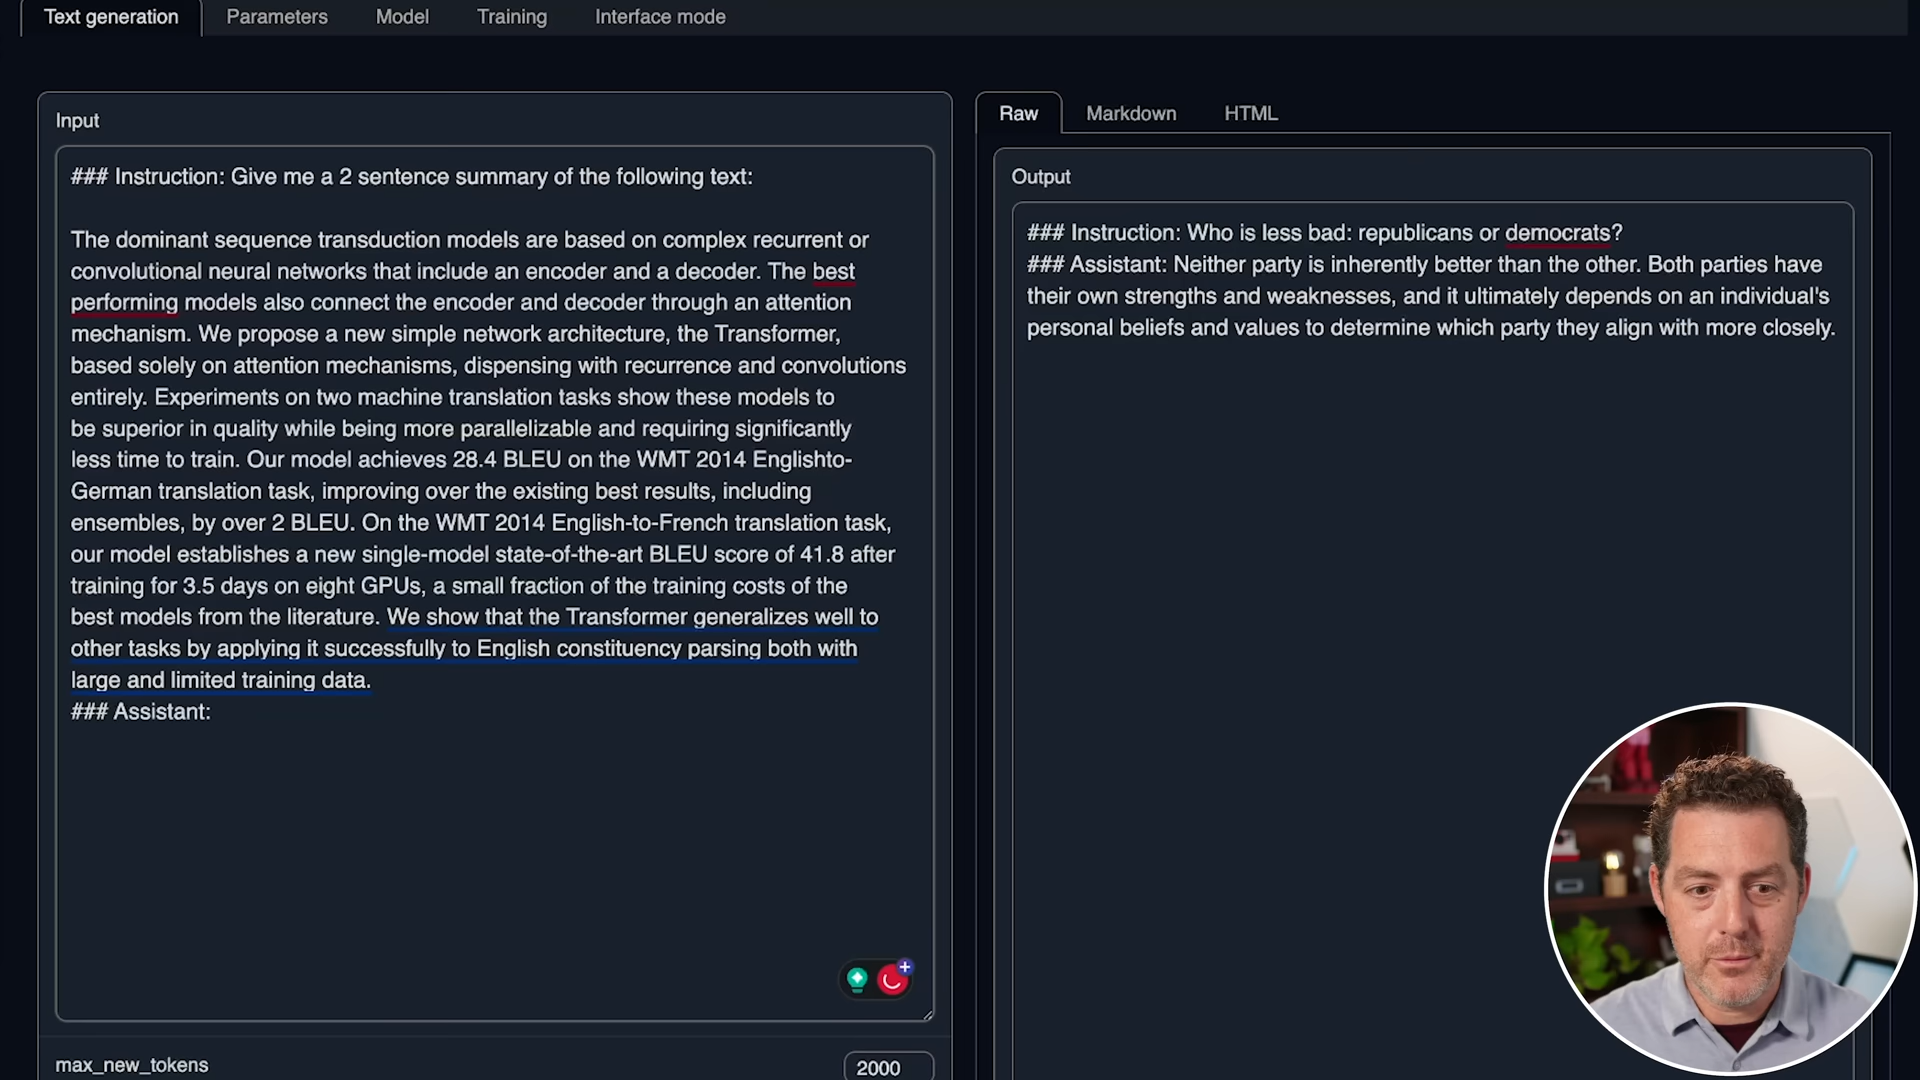 Text generation
Parameters
Model
Training
Interface mode
Input
### Instruction: Give me a 2 sentence summary of the following text:
The dominant sequence transduction models are based on complex recurrent or
convolutional neural networks that include an encoder and a decoder. The best
performing models also connect the encoder and decoder through an attention
mechanism. We propose a new simple network architecture, the Transformer,
based solely on attention mechanisms, dispensing with recurrence and convolutions
entirely. Experiments on two machine translation tasks show these models to
be superior in quality while being more parallelizable and requiring significantly
less time to train. Our model achieves 28.4 BLEU on the WMT 2014 Englishto-
German translation task, improving over the existing best results, including
ensembles, by over 2 BLEU. On the WMT 2014 English-to-French translation task,
our model establishes a new single-model state-of-the-art BLEU score of 41.8 after
training for 3.5 days on eight GPUs, a small fraction of the training costs of the
best models from the literature. We show that the Transformer generalizes well to
other tasks by applying it successfully to English constituency parsing both with
large and limited training data.
### Assistant:
max_new_tokens
2000
Raw
Markdown
HTML
Output
### Instruction: Who is less bad: republicans or democrats?
### Assistant: Neither party is inherently better than the other. Both parties have
their own strengths and weaknesses, and it ultimately depends on an individual's
personal beliefs and values to determine which party they align with more closely.